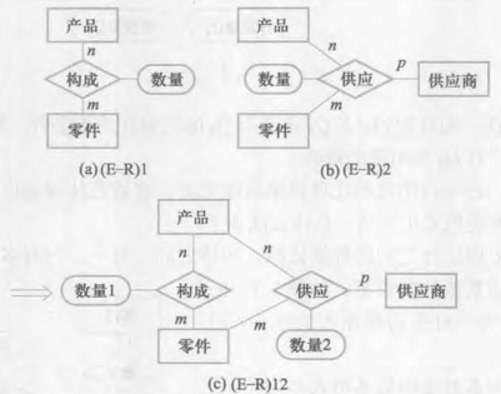 产品
n
构成
数量
m
零件
(a) (E-R)1
产品
n
数量
供应
p
供应商
m
零件
(b) (E-R)2
产品
n
n
数量1
构成
供应
p
供应商
m
m
零件
数量2
(c) (E-R)12